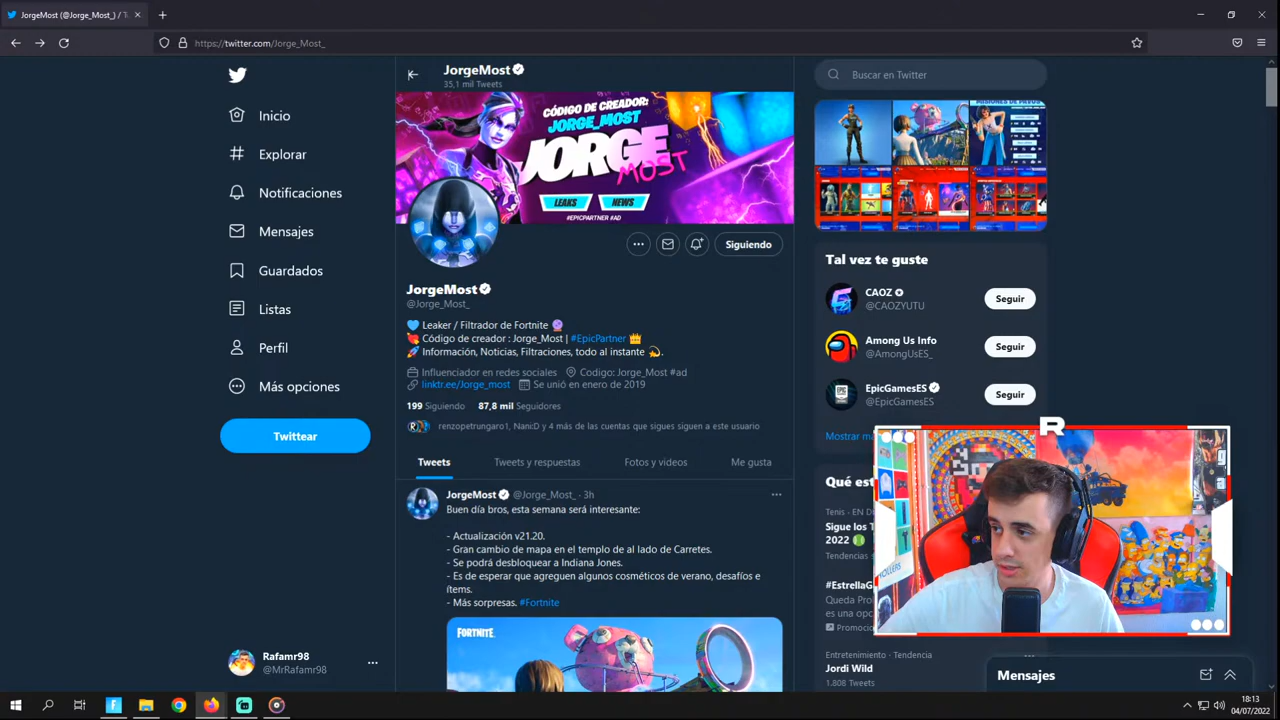 JorgeMost (@Jorge_Most_) / T
https://twitter.com/Jorge_Most_
Inicio
Explorar
Notificaciones
Mensajes
Guardados
Listas
Perfil
Más opciones
Twittear
Rafamr98
@MrRafamr98
JorgeMost
35,1 mil Tweets
CÓDIGO DE CREADOR:
JORGE_MOST
JORGE
MOST
LEAKS
NEWS
#EPICPARTNER #AD
Siguiendo
JorgeMost
@Jorge_Most_
Leaker / Filtrador de Fortnite
Código de creador : Jorge_Most | #EpicPartner
Información, Noticias, Filtraciones, todo al instante
Influenciador en redes sociales Codigo: Jorge_Most #ad
linktr.ee/Jorge_most Se unió en enero de 2019
199 Siguiendo 87,8 mil Seguidores
renzopetrungaro1, Nani:D y 4 más de las cuentas que sigues siguen a este usuario
Tweets
Tweets y respuestas
Fotos y videos
Me gusta
JorgeMost @Jorge_Most_ · 3h
Buen día bros, esta semana será interesante:
- Actualización v21.20.
- Gran cambio de mapa en el templo de al lado de Carretes.
- Se podrá desbloquear a Indiana Jones.
- Es de esperar que agreguen algunos cosméticos de verano, desafíos e
ítems.
- Más sorpresas. #Fortnite
FORTNITE
Buscar en Twitter
Tal vez te guste
CAOZ
@CAOZYUTU
Seguir
Among Us Info
@AmongUsES_
Seguir
EpicGamesES
@EpicGamesES
Seguir
Mostrar má
Qué est
Tenis · EN D
Sigue los T
2022
Tendencias
#EstrellaG
Queda Pro
es una opc
Promocio
Entretenimiento · Tendencia
Jordi Wild
1.808 Tweets
R
Mensajes
18:13
04/07/2022